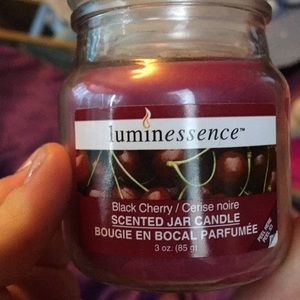 luminessence™
Black Cherry / Cerise noire
SCENTED JAR CANDLE
BOUGIE EN BOCAL PARFUMÉE
3 oz. (85 g)